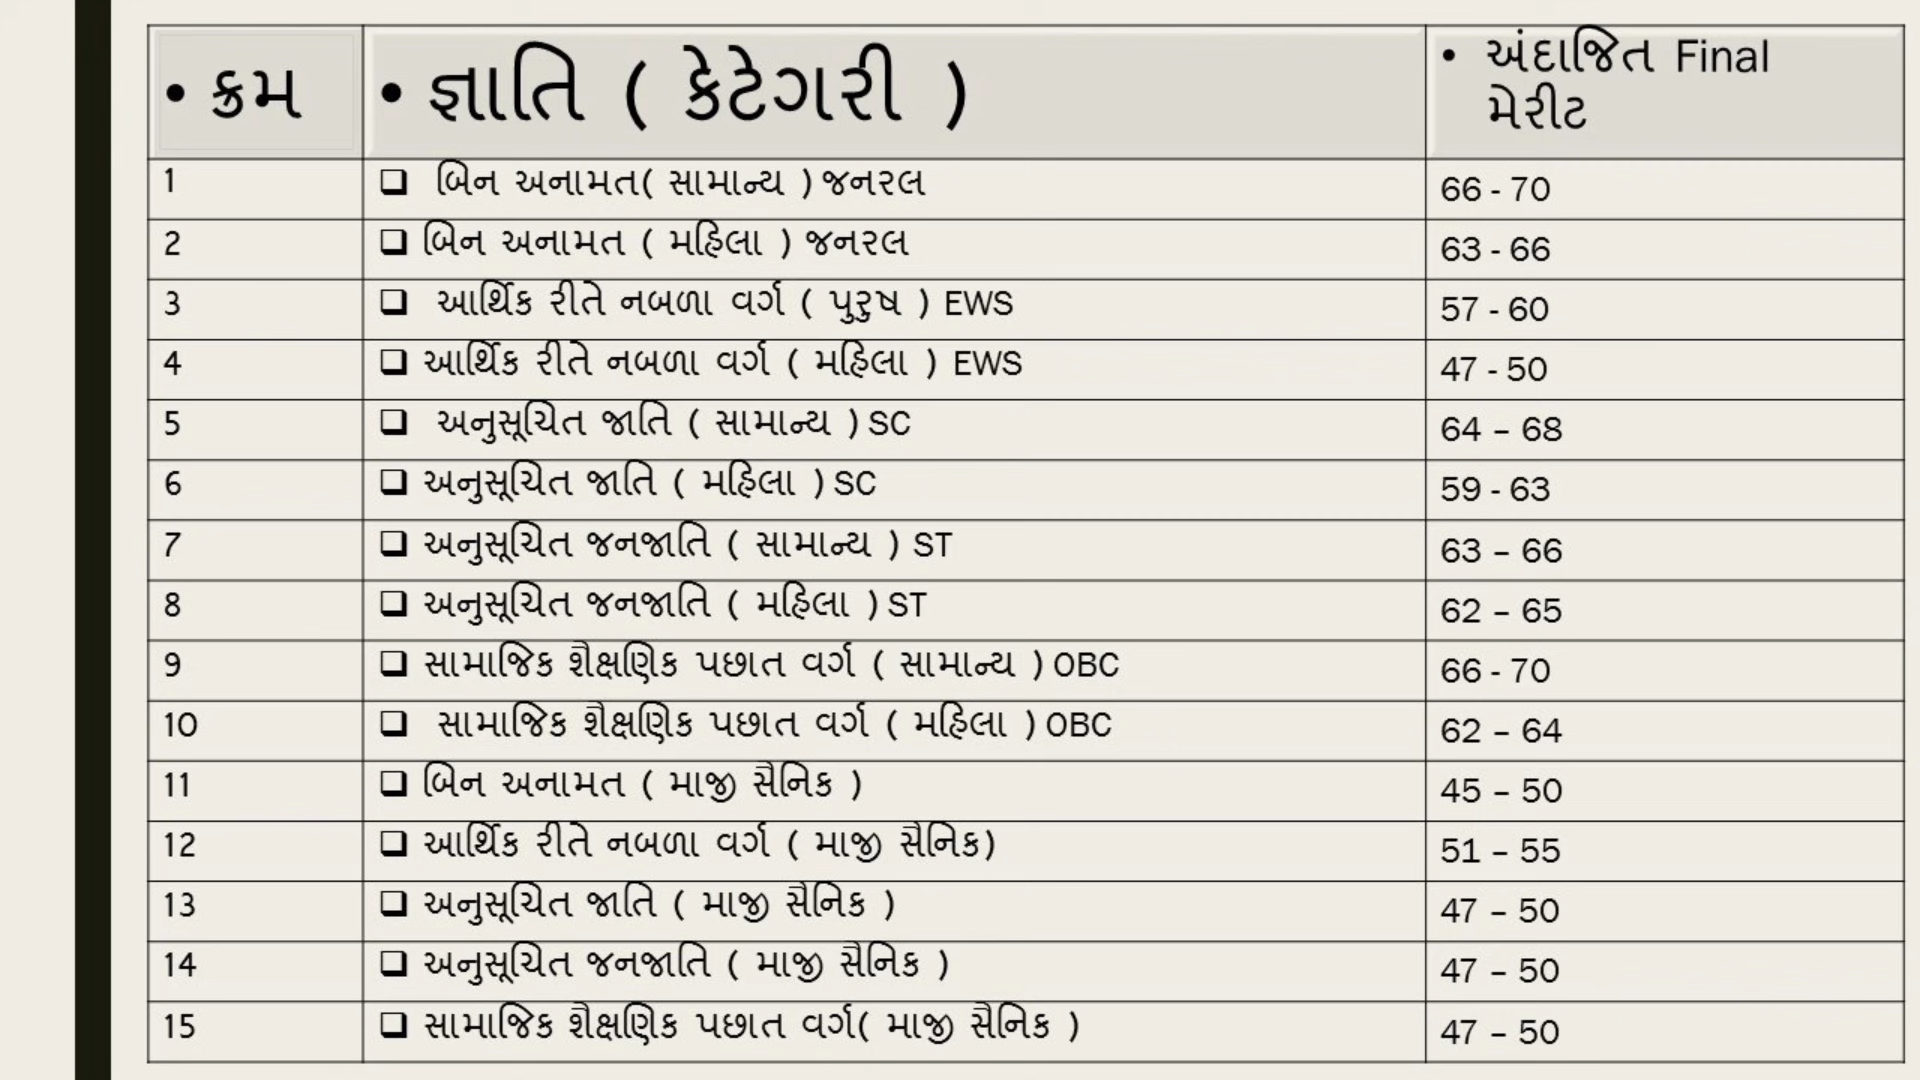 • ક્રમ • જ્ઞાતિ ( કેટેગરી ) • અંદાજિત Final
મેરીટ
1 ❑ બિન અનામત( સામાન્ય ) જનરલ 66 - 70
2 ❑ બિન અનામત ( મહિલા ) જનરલ 63 - 66
3 ❑ આર્થિક રીતે નબળા વર્ગ ( પુરુષ ) EWS 57 - 60
4 ❑ આર્થિક રીતે નબળા વર્ગ ( મહિલા ) EWS 47 - 50
5 ❑ અનુસૂચિત જાતિ ( સામાન્ય ) SC 64 – 68
6 ❑ અનુસૂચિત જાતિ ( મહિલા ) SC 59 - 63
7 ❑ અનુસૂચિત જનજાતિ ( સામાન્ય ) ST 63 – 66
8 ❑ અનુસૂચિત જનજાતિ ( મહિલા ) ST 62 – 65
9 ❑ સામાજિક શૈક્ષણિક પછાત વર્ગ ( સામાન્ય ) OBC 66 - 70
10 ❑ સામાજિક શૈક્ષણિક પછાત વર્ગ ( મહિલા ) OBC 62 – 64
11 ❑ બિન અનામત ( માજી સૈનિક ) 45 – 50
12 ❑ આર્થિક રીતે નબળા વર્ગ ( માજી સૈનિક) 51 – 55
13 ❑ અનુસૂચિત જાતિ ( માજી સૈનિક ) 47 – 50
14 ❑ અનુસૂચિત જનજાતિ ( માજી સૈનિક ) 47 – 50
15 ❑ સામાજિક શૈક્ષણિક પછાત વર્ગ( માજી સૈનિક ) 47 – 50